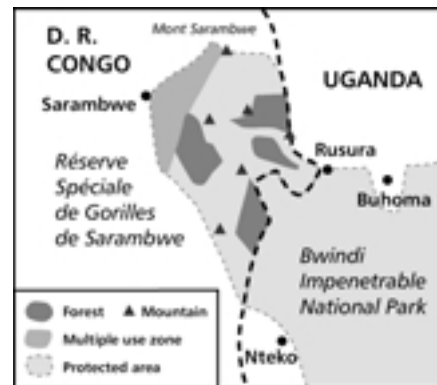 D. R.
CONGO
Mont Sarambwe
UGANDA
Sarambwe
Rusura
Buhoma
Réserve
Spéciale
de Gorilles
de Sarambwe
Bwindi
Impenetrable
National Park
Nteko
Forest
Mountain
Multiple use zone
Protected area